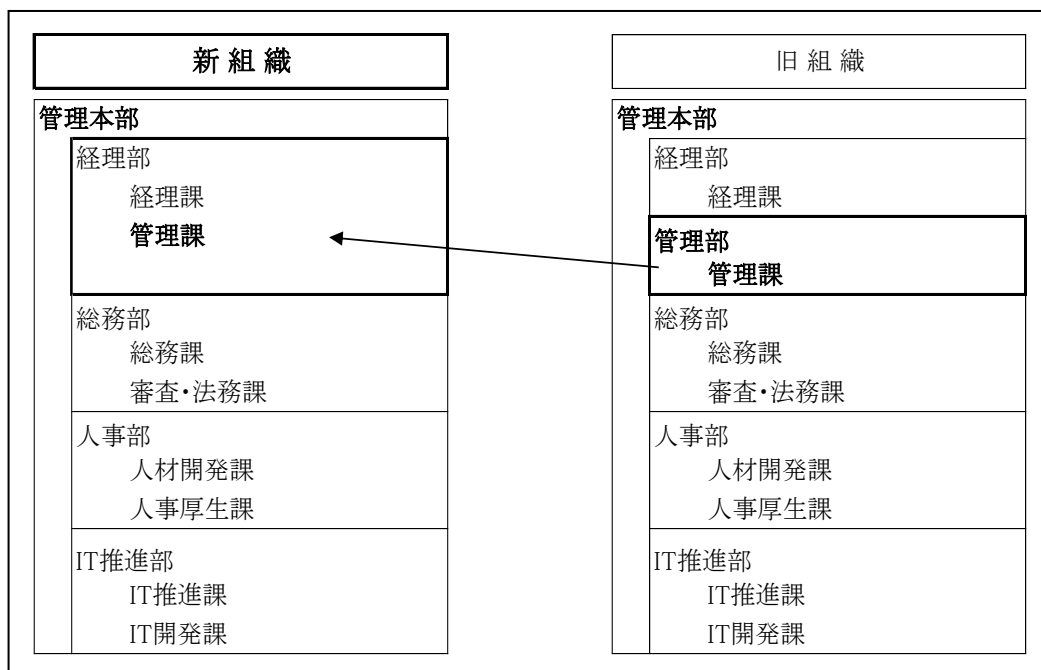 新 組 織
管理本部
経理部
経理課
管理課
総務部
総務課
審査・法務課
人事部
人材開発課
人事厚生課
IT推進部
IT推進課
IT開発課
旧 組 織
管理本部
経理部
経理課
管理部
管理課
総務部
総務課
審査・法務課
人事部
人材開発課
人事厚生課
IT推進部
IT推進課
IT開発課